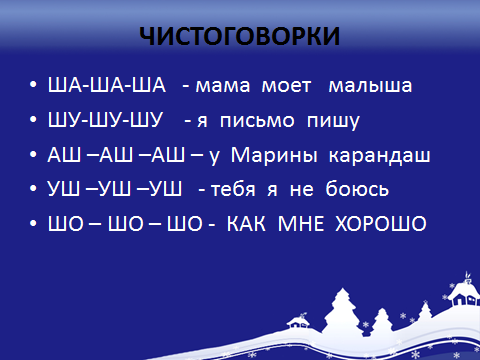 ЧИСТОГОВОРКИ
• ША-ША-ША - мама моет малыша
• ШУ-ШУ-ШУ - я письмо пишу
• АШ –АШ –АШ – у Марины карандаш
• УШ –УШ –УШ - тебя я не боюсь
• ШО – ШО – ШО - КАК МНЕ ХОРОШО